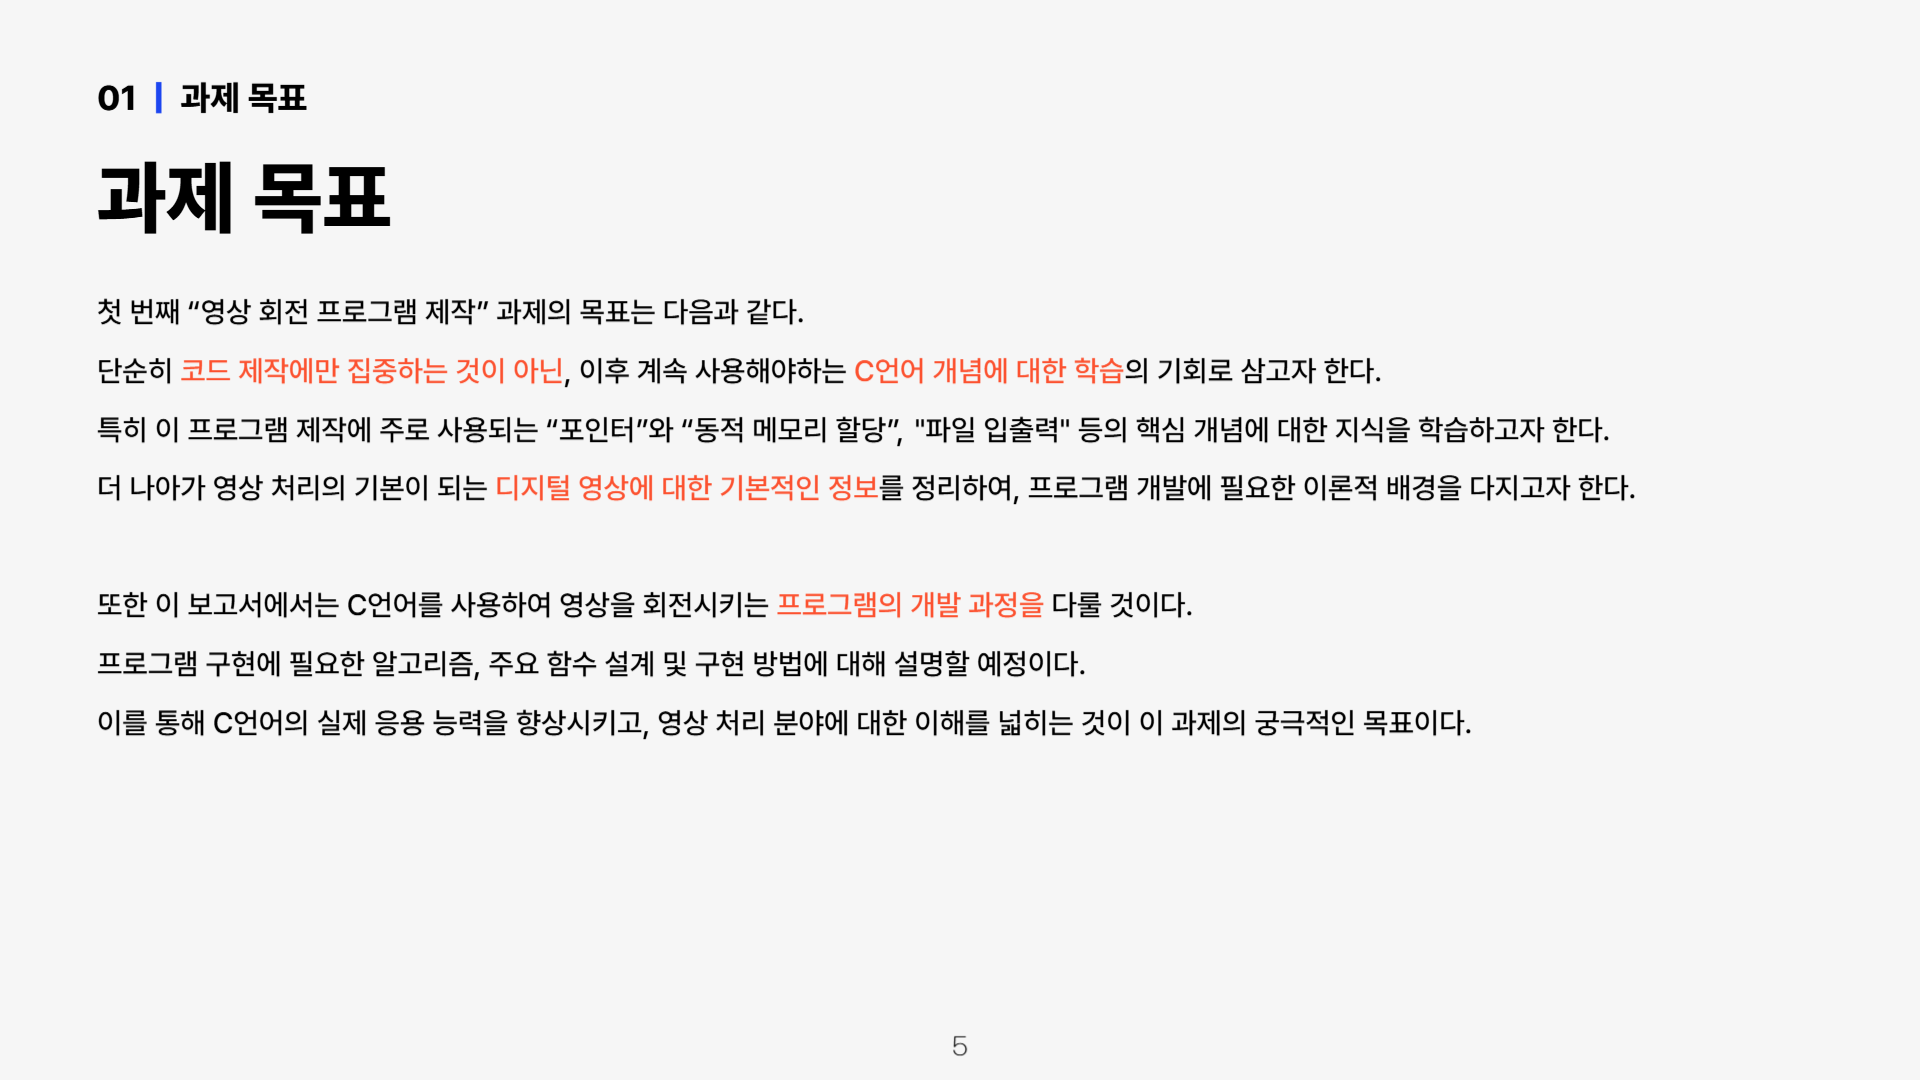 01 | 과제 목표
과제 목표
첫 번째 “영상 회전 프로그램 제작” 과제의 목표는 다음과 같다.
단순히 코드 제작에만 집중하는 것이 아닌, 이후 계속 사용해야하는 C언어 개념에 대한 학습의 기회로 삼고자 한다.
특히 이 프로그램 제작에 주로 사용되는 “포인터”와 “동적 메모리 할당”, "파일 입출력" 등의 핵심 개념에 대한 지식을 학습하고자 한다.
더 나아가 영상 처리의 기본이 되는 디지털 영상에 대한 기본적인 정보를 정리하여, 프로그램 개발에 필요한 이론적 배경을 다지고자 한다.
또한 이 보고서에서는 C언어를 사용하여 영상을 회전시키는 프로그램의 개발 과정을 다룰 것이다.
프로그램 구현에 필요한 알고리즘, 주요 함수 설계 및 구현 방법에 대해 설명할 예정이다.
이를 통해 C언어의 실제 응용 능력을 향상시키고, 영상 처리 분야에 대한 이해를 넓히는 것이 이 과제의 궁극적인 목표이다.
5